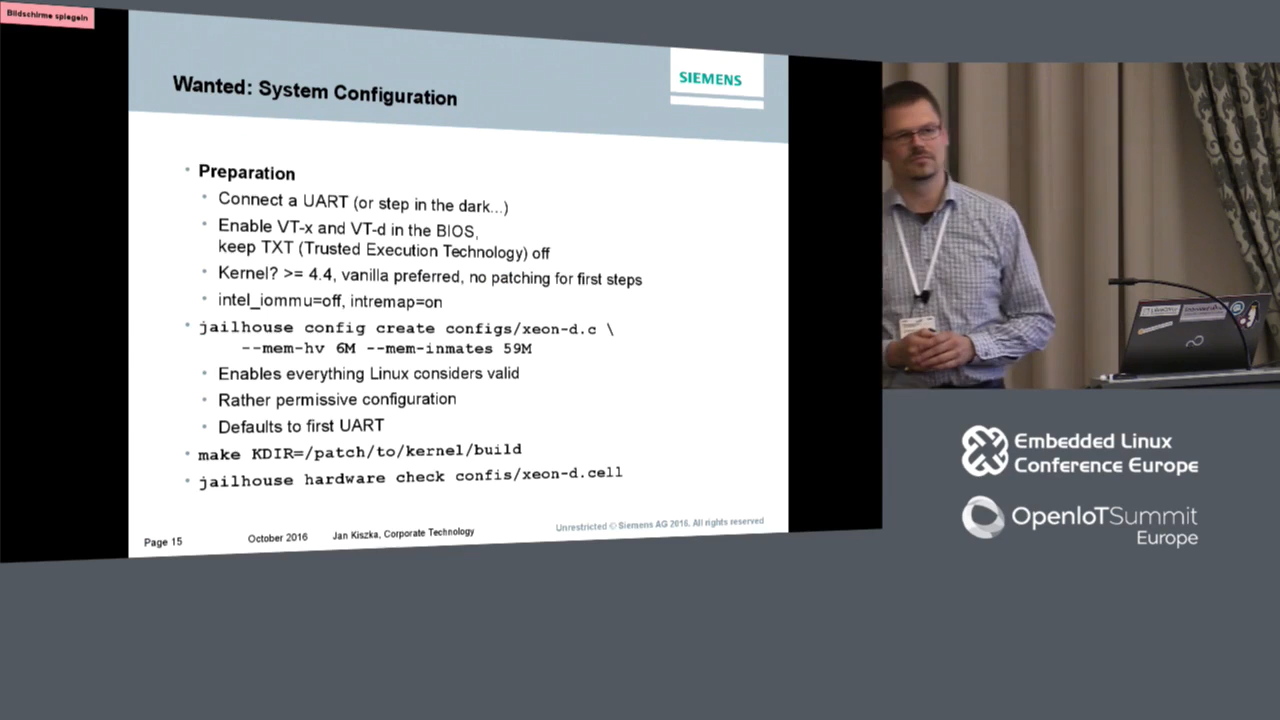 Bildschirme spiegeln
Wanted: System Configuration
SIEMENS
Preparation
Connect a UART (or step in the dark...)
Enable VT-x and VT-d in the BIOS,
keep TXT (Trusted Execution Technology) off
Kernel? >= 4.4, vanilla preferred, no patching for first steps
intel_iommu=off, intremap=on
jailhouse config create configs/xeon-d.c \
--mem-hv 6M --mem-inmates 59M
Enables everything Linux considers valid
Rather permissive configuration
Defaults to first UART
make KDIR=/patch/to/kernel/build
jailhouse hardware check confis/xeon-d.cell
Page 15
October 2016
Jan Kiszka, Corporate Technology
Unrestricted © Siemens AG 2016. All rights reserved
Embedded Linux
Conference Europe
OpenIoTSummit
Europe